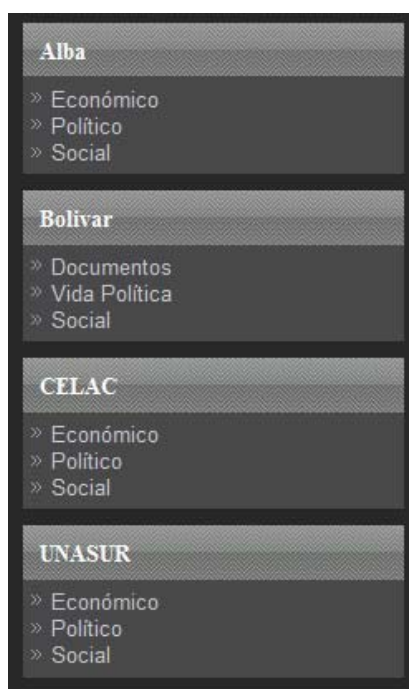 Alba
» Económico
» Político
» Social
Bolivar
» Documentos
» Vida Política
» Social
CELAC
» Económico
» Político
» Social
UNASUR
» Económico
» Político
» Social